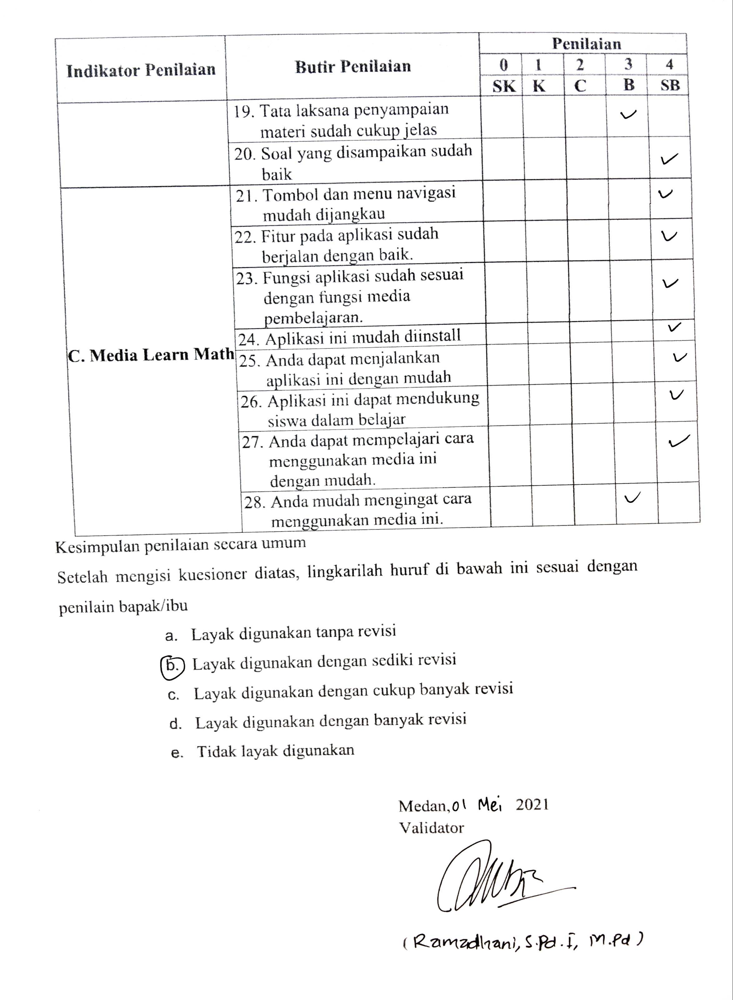 Indikator Penilaian
Butir Penilaian
Penilaian
0 1 2 3 4
SK K C B SB
19. Tata laksana penyampaian
materi sudah cukup jelas
✓
20. Soal yang disampaikan sudah
baik
✓
C. Media Learn Math
21. Tombol dan menu navigasi
mudah dijangkau
✓
22. Fitur pada aplikasi sudah
berjalan dengan baik.
✓
23. Fungsi aplikasi sudah sesuai
dengan fungsi media
pembelajaran.
✓
24. Aplikasi ini mudah diinstall
✓
25. Anda dapat menjalankan
aplikasi ini dengan mudah
✓
26. Aplikasi ini dapat mendukung
siswa dalam belajar
✓
27. Anda dapat mempelajari cara
menggunakan media ini
dengan mudah.
✓
28. Anda mudah mengingat cara
menggunakan media ini.
✓
Kesimpulan penilaian secara umum
Setelah mengisi kuesioner diatas, lingkarilah huruf di bawah ini sesuai dengan
penilain bapak/ibu
a. Layak digunakan tanpa revisi
b. Layak digunakan dengan sediki revisi
c. Layak digunakan dengan cukup banyak revisi
d. Layak digunakan dengan banyak revisi
e. Tidak layak digunakan
Medan, 01 Mei 2021
Validator
(Ramadhani, S.Pd.I, M.Pd)